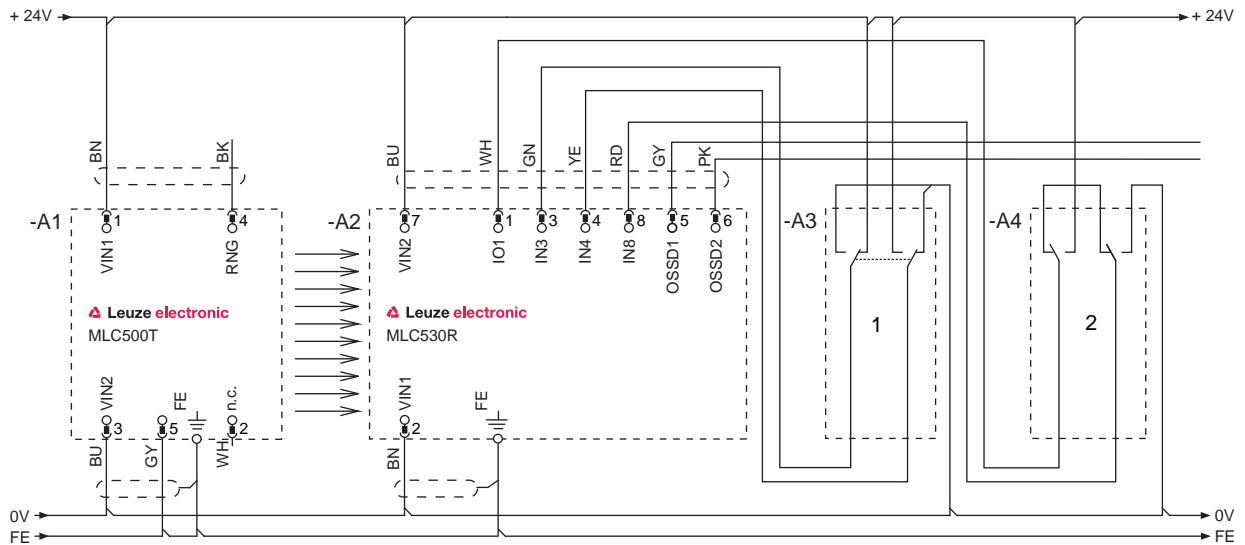 + 24V
+ 24V
BN
BK
BU
WH
GN
YE
RD
GY
PK
-A1
1
4
-A2
7
1
3
4
8
5
6
-A3
-A4
VIN1
RNG
VIN2
IO1
IN3
IN4
IN8
OSSD1
OSSD2
Leuze electronic
MLC500T
Leuze electronic
MLC530R
1
2
VIN2
FE
n.c.
VIN1
FE
3
5
2
2
BU
GY
WH
BN
0V
0V
FE
FE